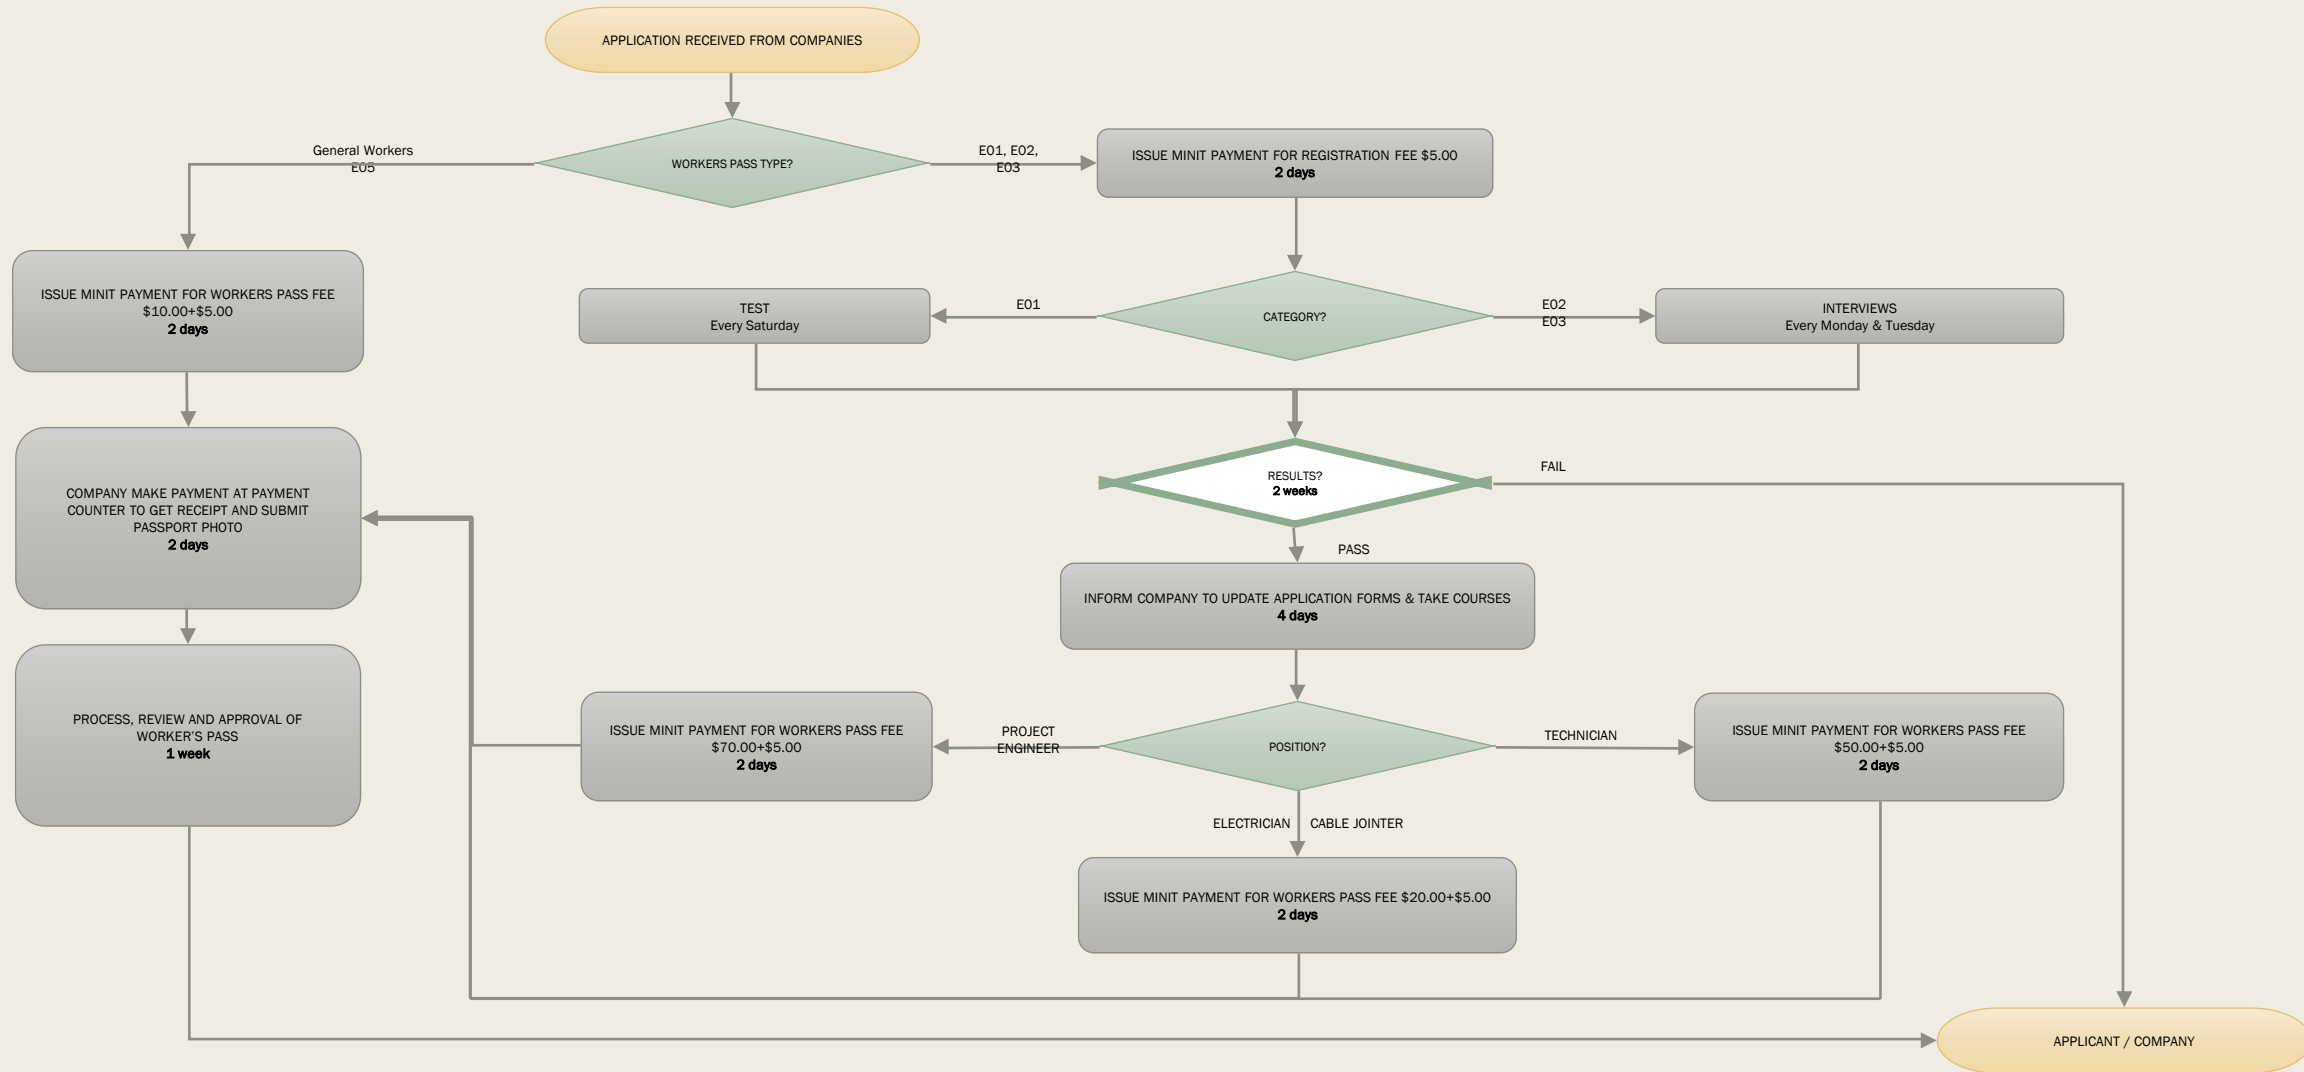 APPLICATION RECEIVED FROM COMPANIES
General Workers
E05
WORKERS PASS TYPE?
E01, E02,
E03
ISSUE MINIT PAYMENT FOR REGISTRATION FEE $5.00
2 days
ISSUE MINIT PAYMENT FOR WORKERS PASS FEE
$10.00+$5.00
2 days
TEST
Every Saturday
E01
CATEGORY?
E02
E03
INTERVIEWS
Every Monday & Tuesday
COMPANY MAKE PAYMENT AT PAYMENT
COUNTER TO GET RECEIPT AND SUBMIT
PASSPORT PHOTO
2 days
RESULTS?
2 weeks
FAIL
PASS
INFORM COMPANY TO UPDATE APPLICATION FORMS & TAKE COURSES
4 days
PROCESS, REVIEW AND APPROVAL OF
WORKER'S PASS
1 week
ISSUE MINIT PAYMENT FOR WORKERS PASS FEE
$70.00+$5.00
2 days
PROJECT
ENGINEER
POSITION?
TECHNICIAN
ISSUE MINIT PAYMENT FOR WORKERS PASS FEE
$50.00+$5.00
2 days
ELECTRICIAN
CABLE JOINTER
ISSUE MINIT PAYMENT FOR WORKERS PASS FEE $20.00+$5.00
2 days
APPLICANT / COMPANY